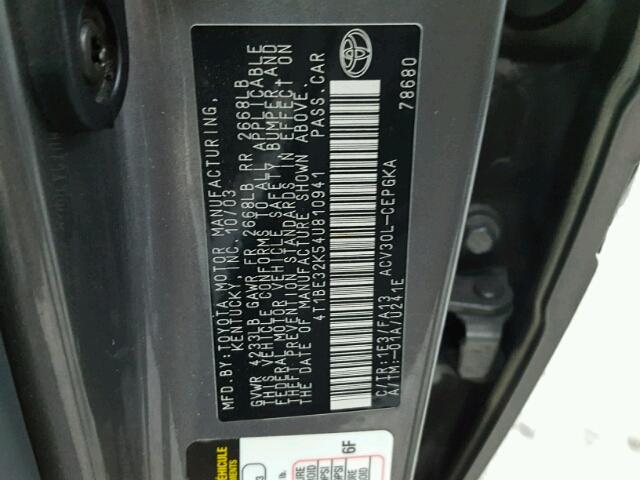 MFD.BY:TOYOTA MOTOR MANUFACTURING,
KENTUCKY, INC. 10/03
GVWR 4233LB GAWR FR 2668LB RR 2668LB
THIS VEHICLE CONFORMS TO ALL APPLICABLE
FEDERAL MOTOR VEHICLE SAFETY, BUMPER, AND
THEFT PREVENTION STANDARDS IN EFFECT ON
THE DATE OF MANUFACTURE SHOWN ABOVE.
4T1BE32K54U810941 PASS.CAR
C/TR:1E3/FA13 ACV30L-CEPGKA
A/TM:-01A/U241E
78680
6F
VEHICULE